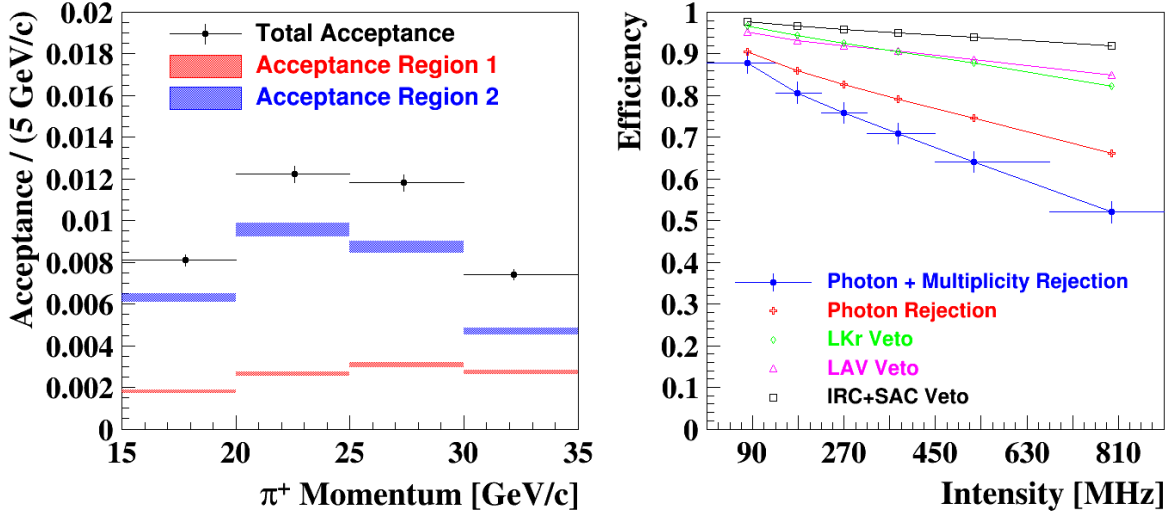 Acceptance / (5 GeV/c)
0.02
0.018
0.016
0.014
0.012
0.01
0.008
0.006
0.004
0.002
0
Total Acceptance
Acceptance Region 1
Acceptance Region 2
15 20 25 30 35
π+ Momentum [GeV/c]
Efficiency
1
0.9
0.8
0.7
0.6
0.5
0.4
0.3
0.2
0.1
0
Photon + Multiplicity Rejection
Photon Rejection
LKr Veto
LAV Veto
IRC+SAC Veto
90 270 450 630 810
Intensity [MHz]